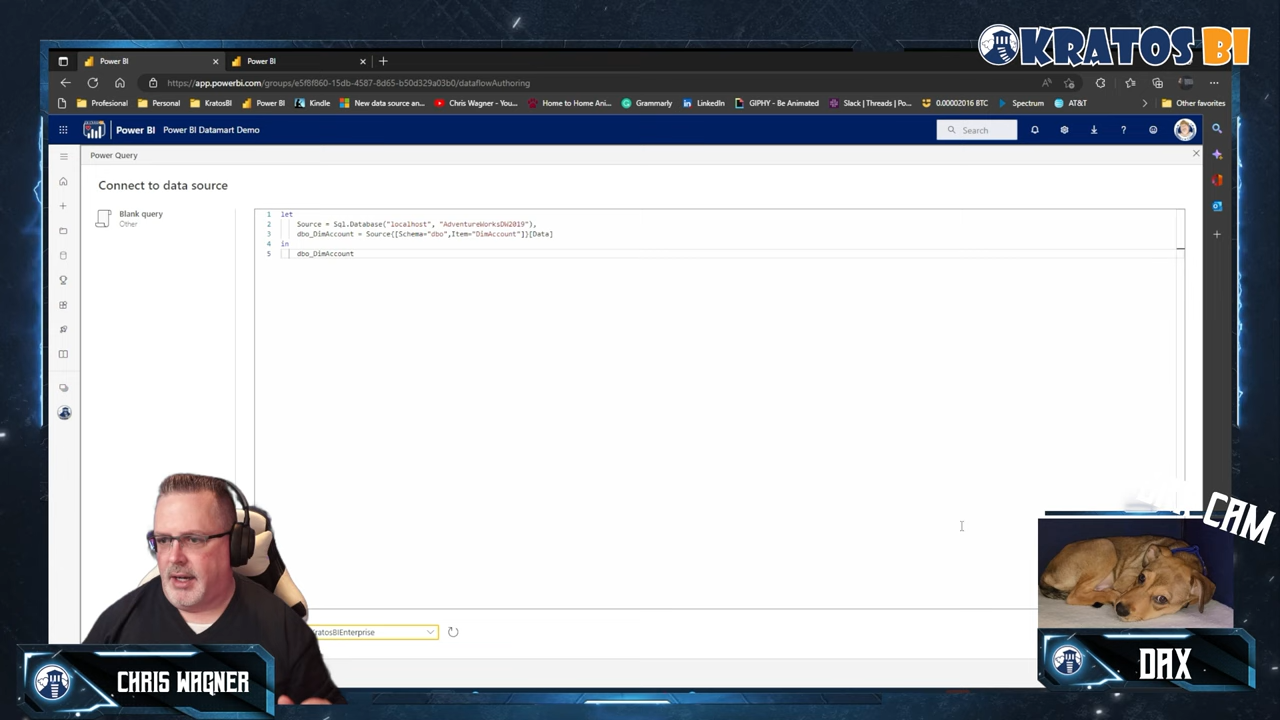 KRATOS BI
Power BI
Power BI
https://app.powerbi.com/groups/e5f8f860-15db-4587-8d65-b50d329a03b0/dataflowAuthoring
Profesional
Personal
KratosBI
Power BI
Kindle
New data source an...
Chris Wagner - You...
Home to Home Ani...
Grammarly
LinkedIn
GIPHY - Be Animated
Slack | Threads | Po...
0.00002016 BTC
Spectrum
AT&T
Other favorites
Power BI
Power BI Datamart Demo
Search
Power Query
Connect to data source
Blank query
Other
1 let
2 Source = Sql.Database("localhost", "AdventureWorksDW2019"),
3 dbo_DimAccount = Source{[Schema="dbo",Item="DimAccount"]}[Data]
4 in
5 dbo_DimAccount
KratosBIEnterprise
CAM
CHRIS WAGNER
DAX